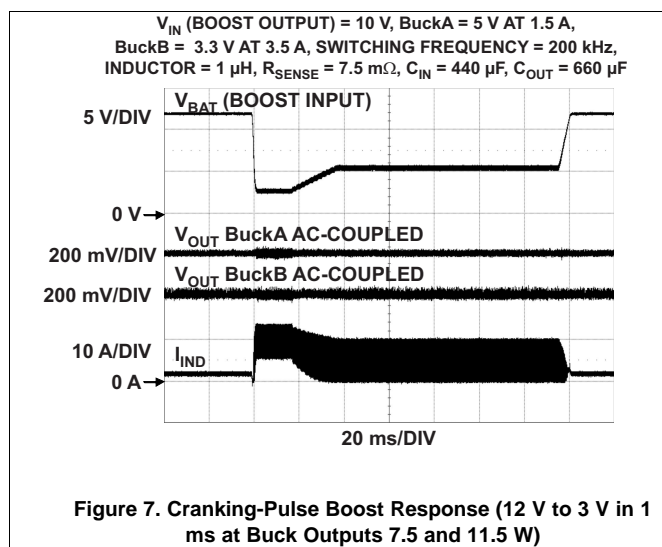 V_IN (BOOST OUTPUT) = 10 V, BuckA = 5 V AT 1.5 A,
BuckB = 3.3 V AT 3.5 A, SWITCHING FREQUENCY = 200 kHz,
INDUCTOR = 1 µH, R_SENSE = 7.5 mΩ, C_IN = 440 µF, C_OUT = 660 µF
V_BAT (BOOST INPUT)
5 V/DIV
0 V
V_OUT BuckA AC-COUPLED
200 mV/DIV
V_OUT BuckB AC-COUPLED
200 mV/DIV
10 A/DIV
I_IND
0 A
20 ms/DIV
Figure 7. Cranking-Pulse Boost Response (12 V to 3 V in 1
ms at Buck Outputs 7.5 and 11.5 W)